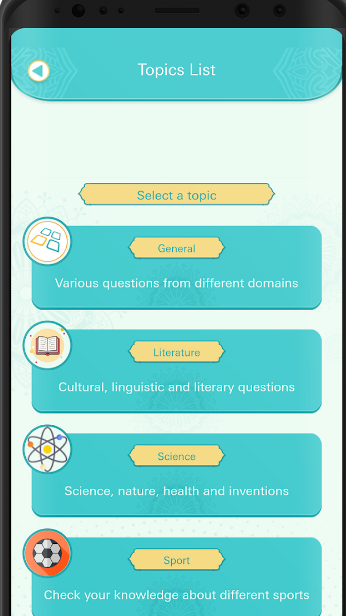 Topics List
Select a topic
General
Various questions from different domains
Literature
Cultural, linguistic and literary questions
Science
Science, nature, health and inventions
Sport
Check your knowledge about different sports